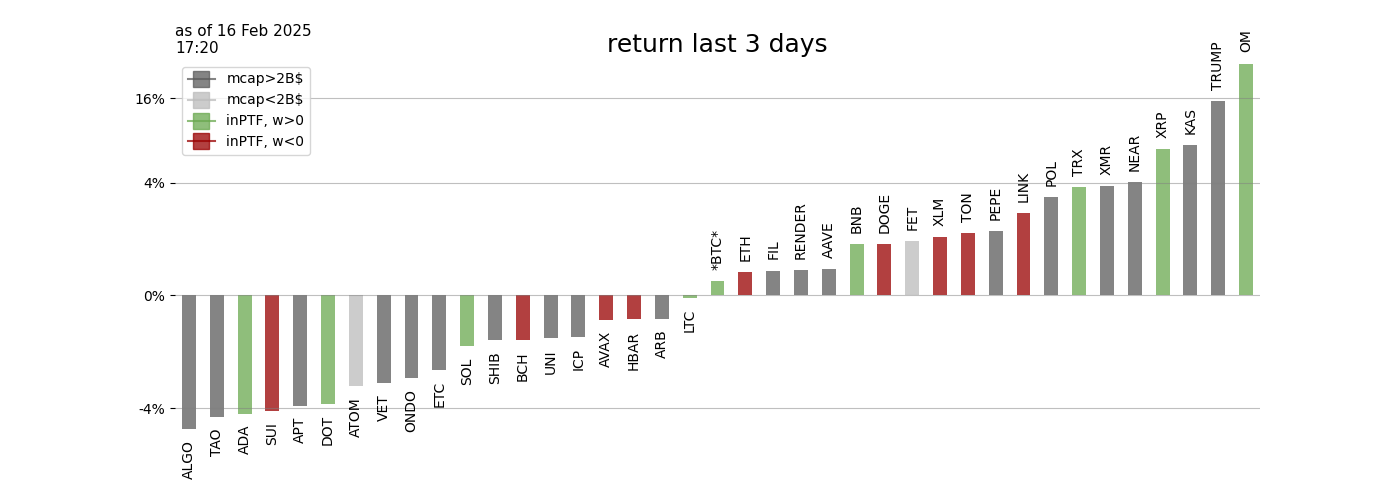 as of 16 Feb 2025
17:20
return last 3 days
mcap>2B$
mcap<2B$
inPTF, w>0
inPTF, w<0
16%
4%
0%
-4%
ALGO
TAO
ADA
SUI
APT
DOT
ATOM
VET
ONDO
ETC
SOL
SHIB
BCH
UNI
ICP
AVAX
HBAR
ARB
LTC
*BTC*
ETH
FIL
RENDER
AAVE
BNB
DOGE
FET
XLM
TON
PEPE
LINK
POL
TRX
XMR
NEAR
XRP
KAS
TRUMP
OM